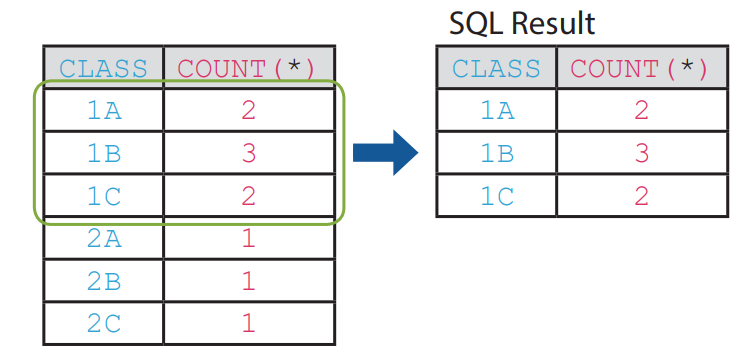 SQL Result
CLASS COUNT(*)
1A 2
1B 3
1C 2
2A 1
2B 1
2C 1
CLASS COUNT(*)
1A 2
1B 3
1C 2